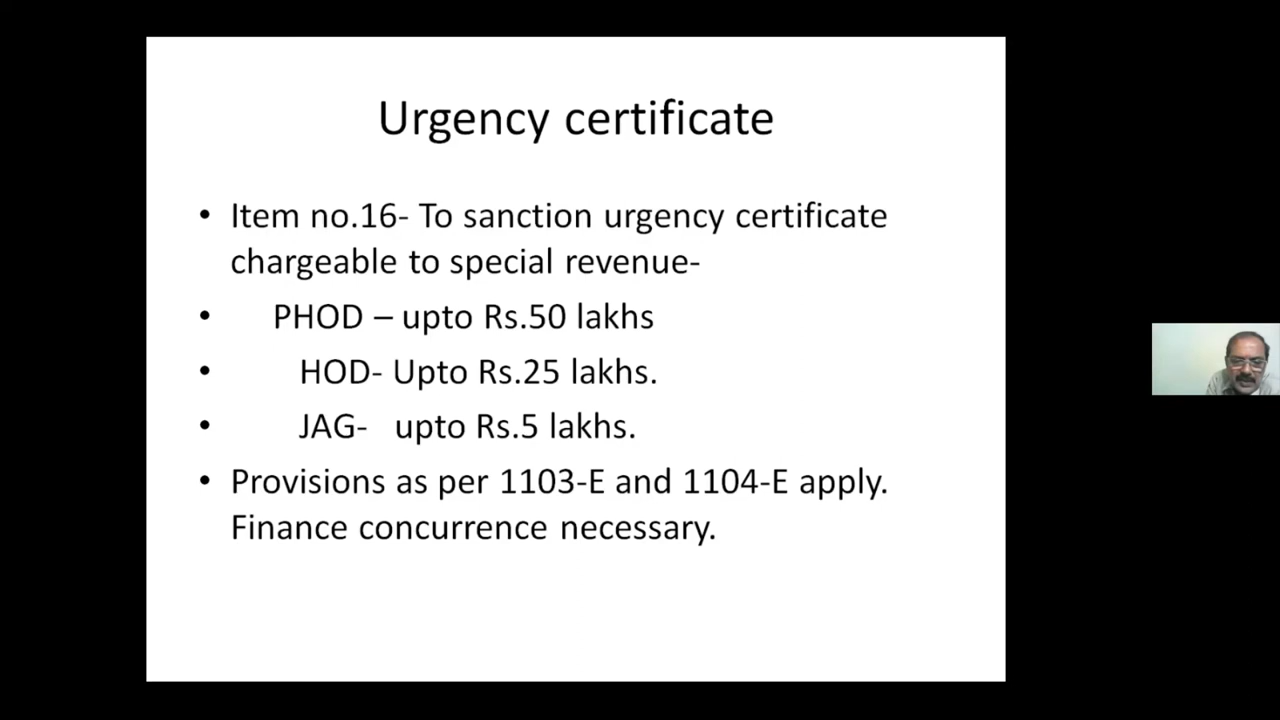 Urgency certificate
• Item no.16- To sanction urgency certificate
chargeable to special revenue-
• PHOD – upto Rs.50 lakhs
• HOD- Upto Rs.25 lakhs.
• JAG- upto Rs.5 lakhs.
• Provisions as per 1103-E and 1104-E apply.
Finance concurrence necessary.